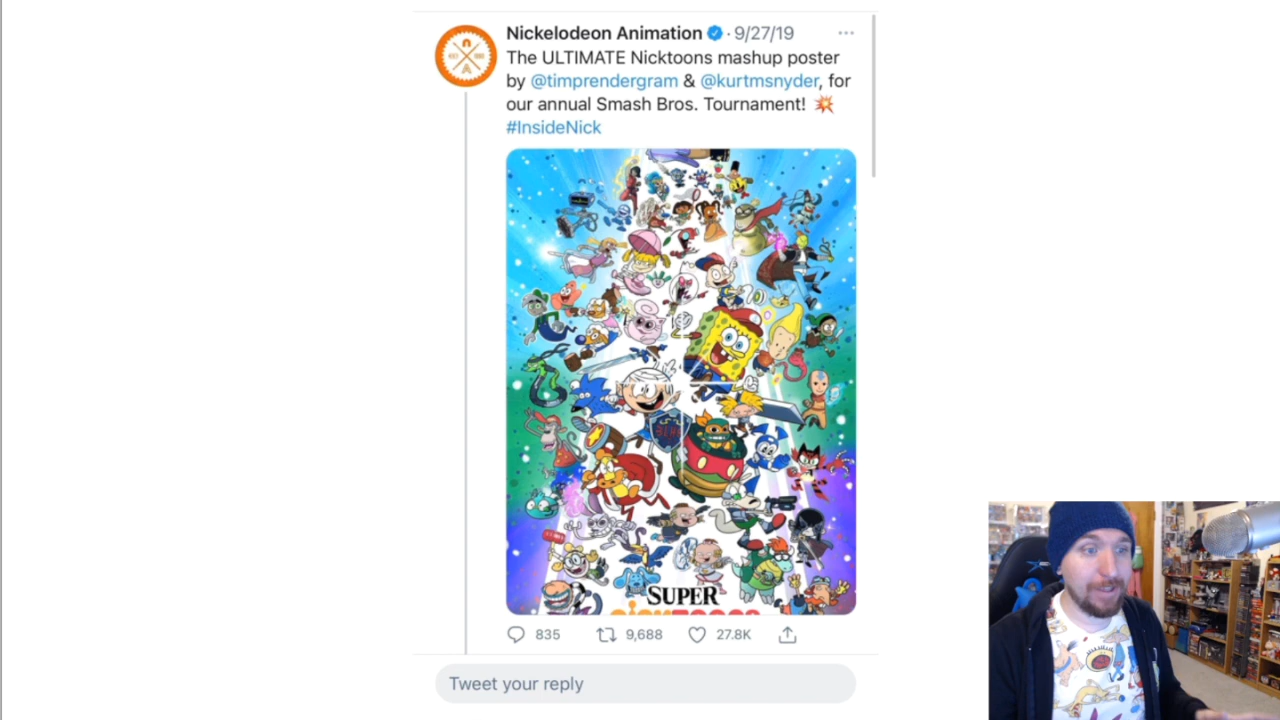 Nickelodeon Animation · 9/27/19
The ULTIMATE Nicktoons mashup poster
by @timprendergram & @kurtmsnyder, for
our annual Smash Bros. Tournament! 💥
#InsideNick
SUPER
835 9,688 27.8K
Tweet your reply